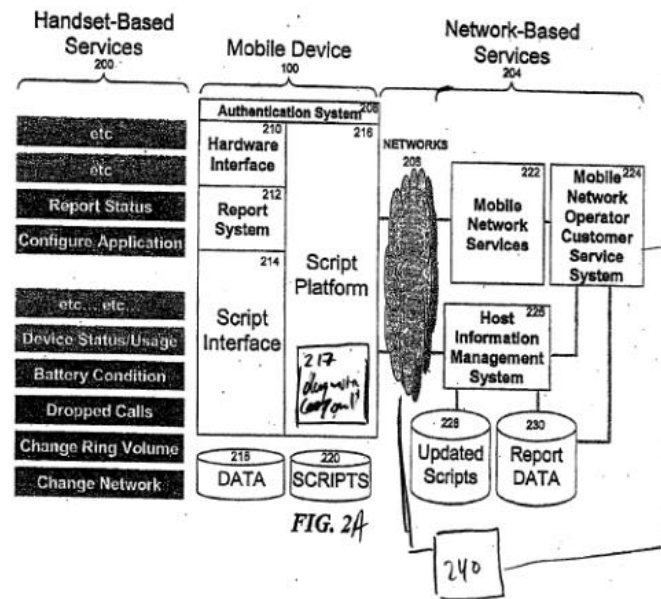 Handset-Based
Services
200
Mobile Device
100
Network-Based
Services
204
etc
etc
Report Status
Configure Application
etc... etc...
Device Status/Usage
Battery Condition
Dropped Calls
Change Ring Volume
Change Network
Authentication System
210
Hardware
Interface
212
Report
System
214
Script
Interface
216
Script
Platform
217
218
DATA
220
SCRIPTS
NETWORKS
222
Mobile
Network
Services
224
Mobile
Network
Operator
Customer
Service
System
Host
Information
Management
System
228
Updated
Scripts
230
Report
DATA
FIG. 2A
240